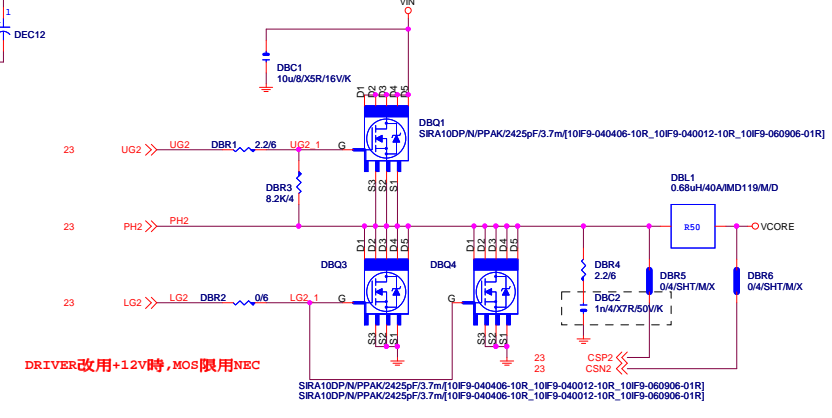 1
DEC12
VIN
DBC1
10u/8/X5R/16V/K
D1
D2
D3
D4
D5
DBQ1
SIRA10DP/N/PPAK/2425pF/3.7m/[10IF9-040406-10R_10IF9-040012-10R_10IF9-060906-01R]
23
UG2
UG2
DBR1
2.2/6
UG2_1
G
S3
S2
S1
DBR3
8.2K/4
DBL1
0.68uH/40A/IMD119/M/D
23
PH2
PH2
R50
VCORE
D1
D2
D3
D4
D5
D1
D2
D3
D4
D5
DBQ3
DBQ4
DBR4
2.2/6
DBR5
0/4/SHT/M/X
DBR6
0/4/SHT/M/X
23
LG2
LG2
DBR2
0/6
LG2_1
G
G
DBC2
1n/4/X7R/50V/K
S3
S2
S1
S3
S2
S1
23
CSP2
23
CSN2
DRIVER改用+12V時,MOS限用NEC
SIRA10DP/N/PPAK/2425pF/3.7m/[10IF9-040406-10R_10IF9-040012-10R_10IF9-060906-01R]
SIRA10DP/N/PPAK/2425pF/3.7m/[10IF9-040406-10R_10IF9-040012-10R_10IF9-060906-01R]